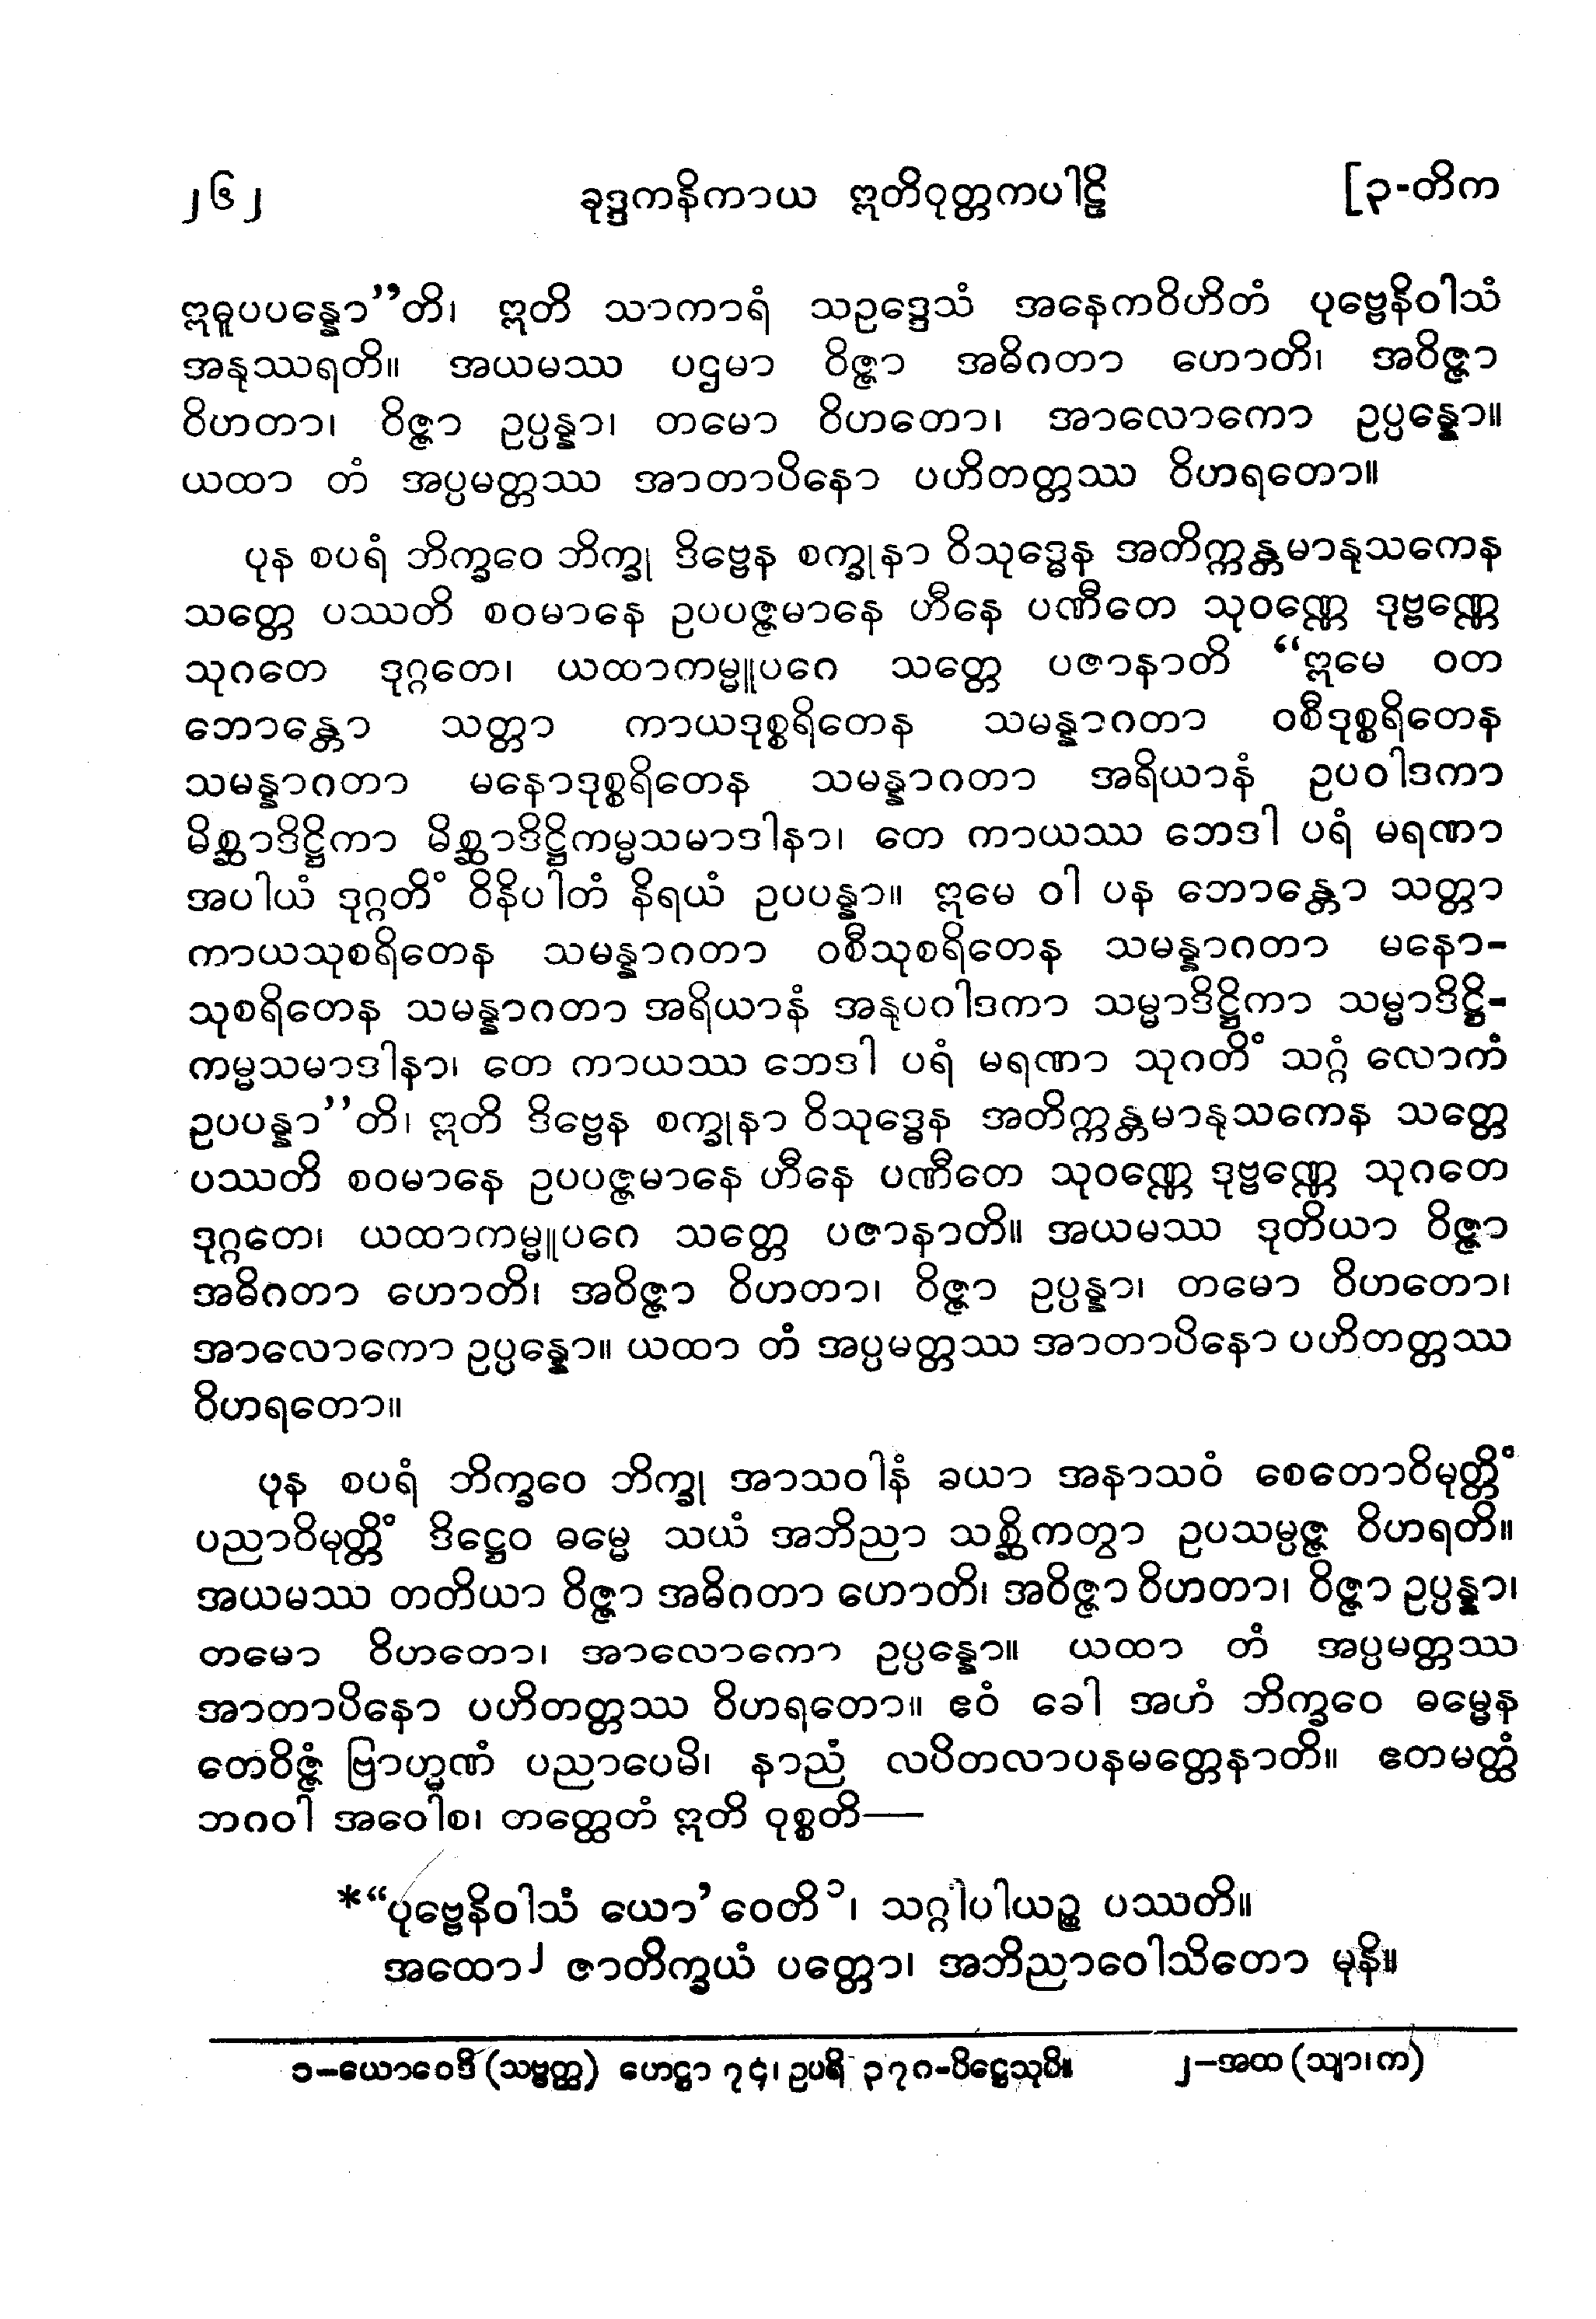 ၂၆၂ ခုဒ္ဒကနိကာယ ဣတိဝုတ္တကပါဠိ [၃-တိက
ဣဓူပပန္နော”တိ၊ ဣတိ သာကာရံ သဥဒ္ဒေသံ အနေကဝိဟိတံ ပုဗ္ဗေနိဝါသံ
အနုဿရတိ။ အယမဿ ပဌမာ ဝိဇ္ဇာ အဓိဂတာ ဟောတိ၊ အဝိဇ္ဇာ
ဝိဟတာ၊ ဝိဇ္ဇာ ဥပ္ပန္နာ၊ တမော ဝိဟတော၊ အာလောကော ဥပ္ပန္နော။
ယထာ တံ အပ္ပမတ္တဿ အာတာပိနော ပဟိတတ္တဿ ဝိဟရတော။
ပုန စပရံ ဘိက္ခဝေ ဘိက္ခု ဒိဗ္ဗေန စက္ခုနာ ဝိသုဒ္ဓေန အတိက္ကန္တမာနုသကေန
သတ္တေ ပဿတိ စဝမာနေ ဥပပဇ္ဇမာနေ ဟီနေ ပဏီတေ သုဝဏ္ဏေ ဒုဗ္ဗဏ္ဏေ
သုဂတေ ဒုဂ္ဂတေ၊ ယထာကမ္မူပဂေ သတ္တေ ပဇာနာတိ “ဣမေ ဝတ
ဘောန္တော သတ္တာ ကာယဒုစ္စရိတေန သမန္နာဂတာ ဝစီဒုစ္စရိတေန
သမန္နာဂတာ မနောဒုစ္စရိတေန သမန္နာဂတာ အရိယာနံ ဥပဝါဒကာ
မိစ္ဆာဒိဋ္ဌိကာ မိစ္ဆာဒိဋ္ဌိကမ္မသမာဒါနာ၊ တေ ကာယဿ ဘေဒါ ပရံ မရဏာ
အပါယံ ဒုဂ္ဂတိံ ဝိနိပါတံ နိရယံ ဥပပန္နာ။ ဣမေ ဝါ ပန ဘောန္တော သတ္တာ
ကာယသုစရိတေန သမန္နာဂတာ ဝစီသုစရိတေန သမန္နာဂတာ မနော-
သုစရိတေန သမန္နာဂတာ အရိယာနံ အနုပဂါဒကာ သမ္မာဒိဋ္ဌိကာ သမ္မာဒိဋ္ဌိ-
ကမ္မသမာဒါနာ၊ တေ ကာယဿ ဘေဒါ ပရံ မရဏာ သုဂတိံ သဂ္ဂံ လောကံ
ဥပပန္နာ”တိ၊ ဣတိ ဒိဗ္ဗေန စက္ခုနာ ဝိသုဒ္ဓေန အတိက္ကန္တမာနုသကေန သတ္တေ
ပဿတိ စဝမာနေ ဥပပဇ္ဇမာနေ ဟီနေ ပဏီတေ သုဝဏ္ဏေ ဒုဗ္ဗဏ္ဏေ သုဂတေ
ဒုဂ္ဂတေ၊ ယထာကမ္မူပဂေ သတ္တေ ပဇာနာတိ။ အယမဿ ဒုတိယာ ဝိဇ္ဇာ
အဓိဂတာ ဟောတိ၊ အဝိဇ္ဇာ ဝိဟတာ၊ ဝိဇ္ဇာ ဥပ္ပန္နာ၊ တမော ဝိဟတော၊
အာလောကော ဥပ္ပန္နော။ ယထာ တံ အပ္ပမတ္တဿ အာတာပိနော ပဟိတတ္တဿ
ဝိဟရတော။
ပုန စပရံ ဘိက္ခဝေ ဘိက္ခု အာသဝါနံ ခယာ အနာသဝံ စေတောဝိမုတ္တိံ
ပညာဝိမုတ္တိံ ဒိဋ္ဌေဝ ဓမ္မေ သယံ အဘိညာ သစ္ဆိကတွာ ဥပသမ္ပဇ္ဇ ဝိဟရတိ။
အယမဿ တတိယာ ဝိဇ္ဇာ အဓိဂတာ ဟောတိ၊ အဝိဇ္ဇာ ဝိဟတာ၊ ဝိဇ္ဇာ ဥပ္ပန္နာ၊
တမော ဝိဟတော၊ အာလောကော ဥပ္ပန္နော။ ယထာ တံ အပ္ပမတ္တဿ
အာတာပိနော ပဟိတတ္တဿ ဝိဟရတော။ ဧဝံ ခေါ အဟံ ဘိက္ခဝေ ဓမ္မေန
တေဝိဇ္ဇံ ဗြာဟ္မဏံ ပညာပေမိ၊ နာညံ လပိတလာပနမတ္တေနာတိ။ ဧတမတ္ထံ
ဘဂဝါ အဝေါစ၊ တတ္ထေတံ ဣတိ ဝုစ္စတိ—
*“ပုဗ္ဗေနိဝါသံ ယော’ဝေတိ၁၊ သဂ္ဂါပါယဉ္စ ပဿတိ။
အထော၂ ဇာတိက္ခယံ ပတ္တော၊ အဘိညာဝေါသိတော မုနိ။
၁–ယောဝေဒိ (သဗ္ဗတ္ထ) ဟေဋ္ဌာ ၇၄၊ ဥပရိ ၃၇၈-ပိဋ္ဌေသုပိ။ ၂–အထ (သျာ၊ က)